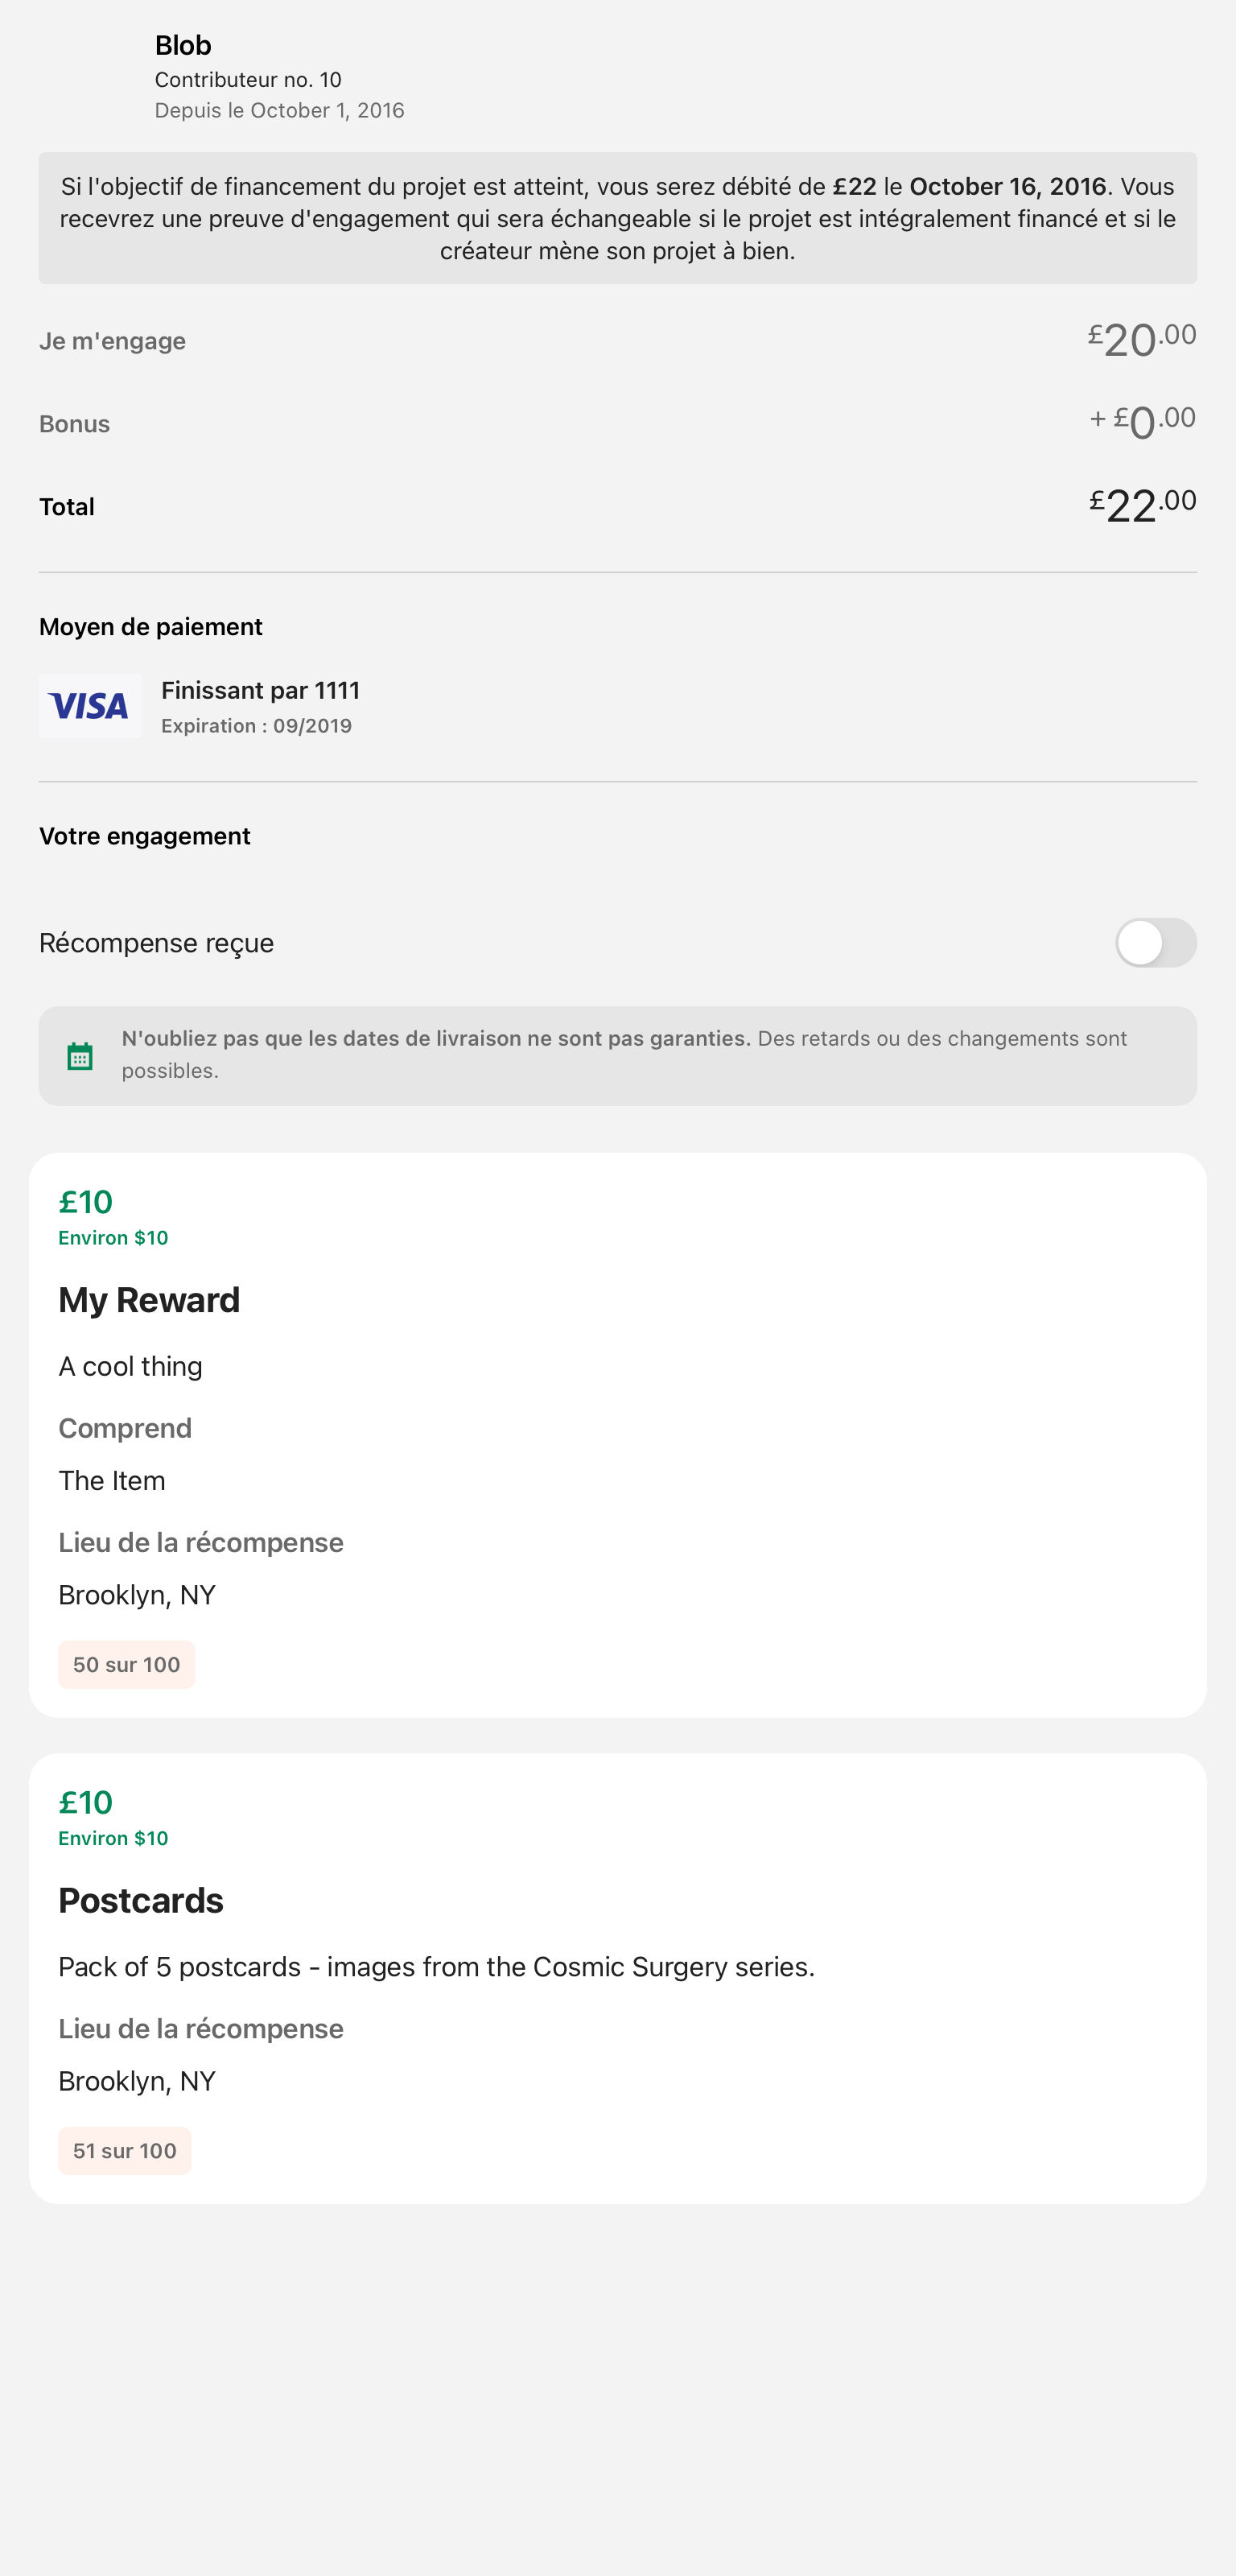 Blob
Contributeur no. 10
Depuis le October 1, 2016
Si l'objectif de financement du projet est atteint, vous serez débité de £22 le October 16, 2016. Vous
recevrez une preuve d'engagement qui sera échangeable si le projet est intégralement financé et si le
créateur mène son projet à bien.
Je m'engage £20.00
Bonus + £0.00
Total £22.00
Moyen de paiement
VISA
Finissant par 1111
Expiration : 09/2019
Votre engagement
Récompense reçue
N'oubliez pas que les dates de livraison ne sont pas garanties. Des retards ou des changements sont
possibles.
£10
Environ $10
My Reward
A cool thing
Comprend
The Item
Lieu de la récompense
Brooklyn, NY
50 sur 100
£10
Environ $10
Postcards
Pack of 5 postcards - images from the Cosmic Surgery series.
Lieu de la récompense
Brooklyn, NY
51 sur 100